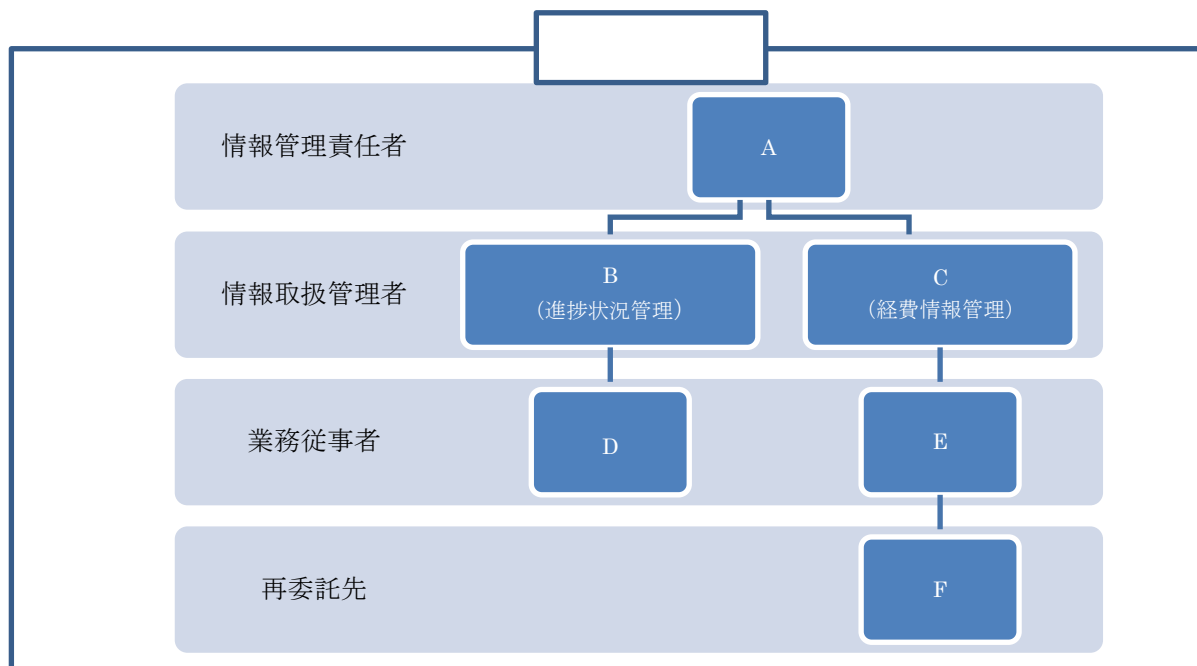 情報管理責任者
A
情報取扱管理者
B
（進捗状況管理）
C
（経費情報管理）
業務従事者
D
E
再委託先
F